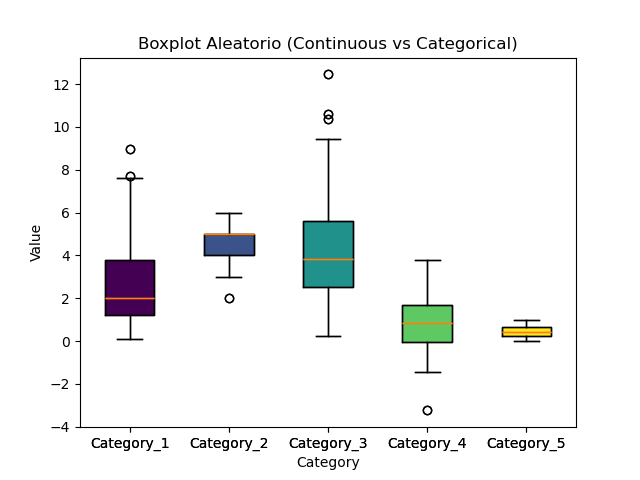 Boxplot Aleatorio (Continuous vs Categorical)
12
10
8
6
4
2
0
−2
−4
Value
Category_1 Category_2 Category_3 Category_4 Category_5
Category